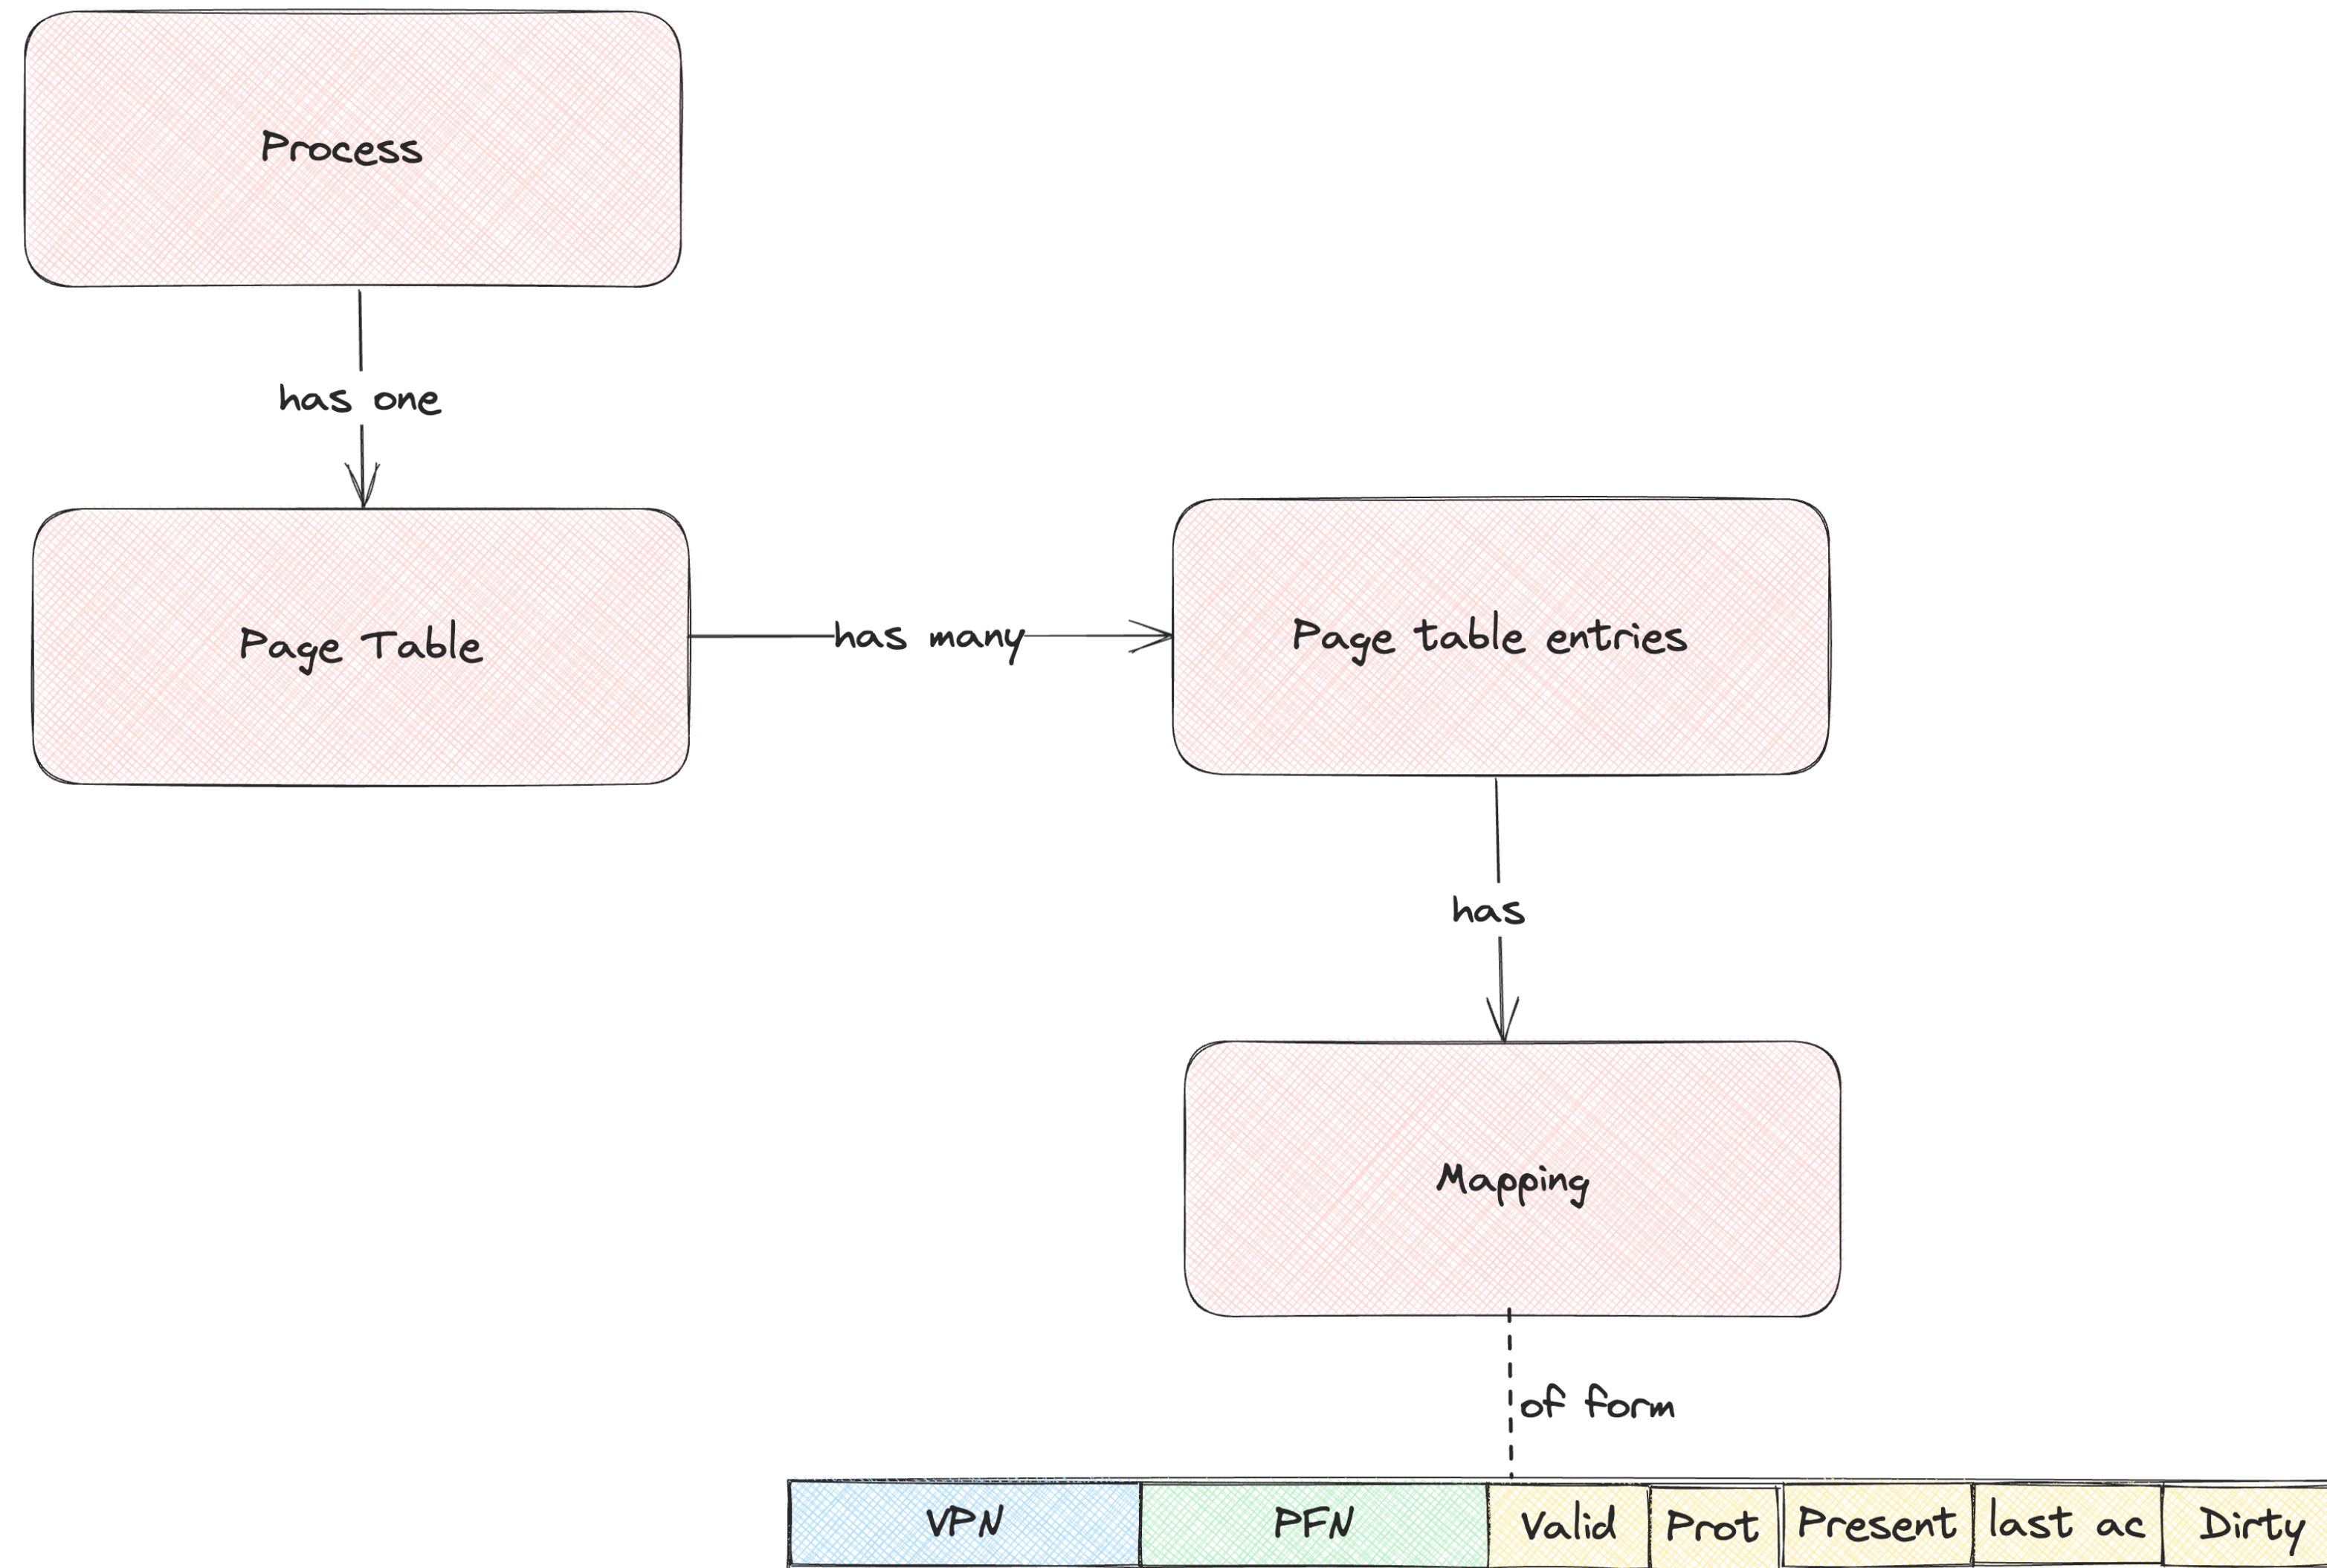 Process
has one
Page Table
has many
Page table entries
has
Mapping
of form
VPN PFN Valid Prot Present last ac Dirty